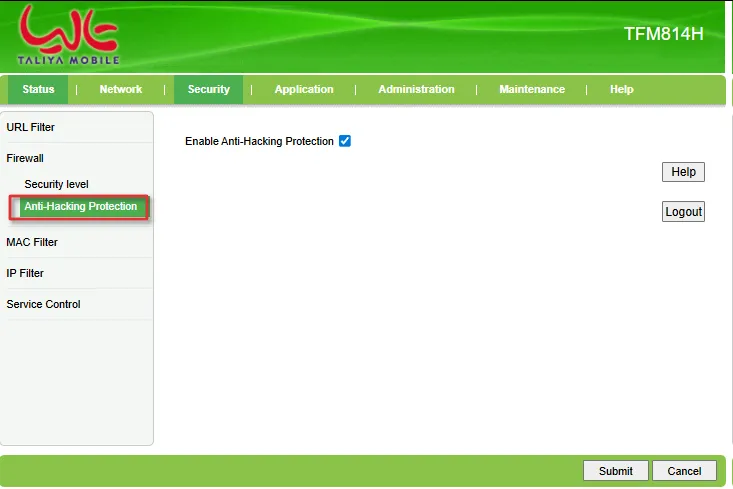 تاليا
TALIYA MOBILE
TFM814H
Status | Network | Security | Application | Administration | Maintenance | Help
URL Filter
Firewall
Security level
Anti-Hacking Protection
MAC Filter
IP Filter
Service Control
Enable Anti-Hacking Protection
Help
Logout
Submit
Cancel